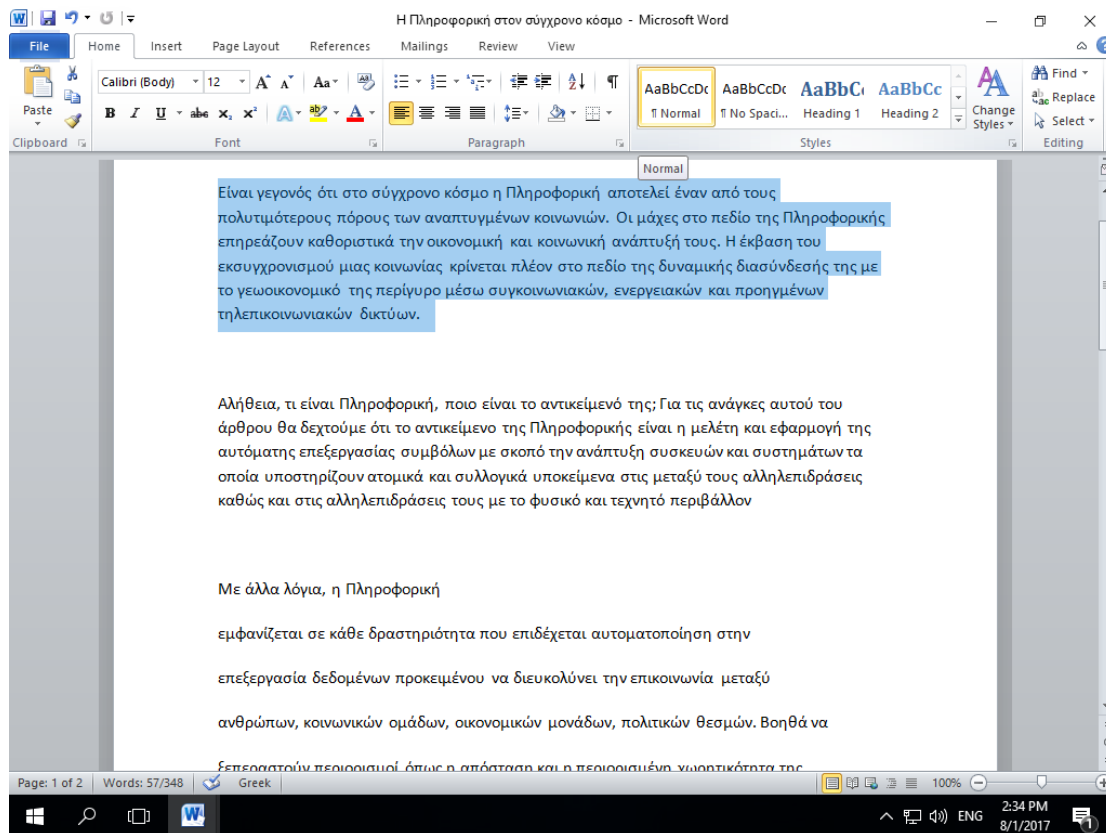 Η Πληροφορική στον σύγχρονο κόσμο - Microsoft Word
File Home Insert Page Layout References Mailings Review View
Paste
Calibri (Body) 12
AaBbCcDc AaBbCcDc AaBbC AaBbCc
¶ Normal ¶ No Spaci... Heading 1 Heading 2
Change Styles
Find
Replace
Select
Clipboard Font Paragraph Styles Editing
Normal
Είναι γεγονός ότι στο σύγχρονο κόσμο η Πληροφορική αποτελεί έναν από τους
πολυτιμότερους πόρους των αναπτυγμένων κοινωνιών. Οι μάχες στο πεδίο της Πληροφορικής
επηρεάζουν καθοριστικά την οικονομική και κοινωνική ανάπτυξή τους. Η έκβαση του
εκσυγχρονισμού μιας κοινωνίας κρίνεται πλέον στο πεδίο της δυναμικής διασύνδεσής της με
το γεωοικονομικό της περίγυρο μέσω συγκοινωνιακών, ενεργειακών και προηγμένων
τηλεπικοινωνιακών δικτύων.
Αλήθεια, τι είναι Πληροφορική, ποιο είναι το αντικείμενό της; Για τις ανάγκες αυτού του
άρθρου θα δεχτούμε ότι το αντικείμενο της Πληροφορικής είναι η μελέτη και εφαρμογή της
αυτόματης επεξεργασίας συμβόλων με σκοπό την ανάπτυξη συσκευών και συστημάτων τα
οποία υποστηρίζουν ατομικά και συλλογικά υποκείμενα στις μεταξύ τους αλληλεπιδράσεις
καθώς και στις αλληλεπιδράσεις τους με το φυσικό και τεχνητό περιβάλλον
Με άλλα λόγια, η Πληροφορική
εμφανίζεται σε κάθε δραστηριότητα που επιδέχεται αυτοματοποίηση στην
επεξεργασία δεδομένων προκειμένου να διευκολύνει την επικοινωνία μεταξύ
ανθρώπων, κοινωνικών ομάδων, οικονομικών μονάδων, πολιτικών θεσμών. Βοηθά να
ξεπεραστούν περιορισμοί όπως η απόσταση και η περιορισμένη χωρητικότητα της
Page: 1 of 2 Words: 57/348 Greek 100%
ENG 2:34 PM
8/1/2017